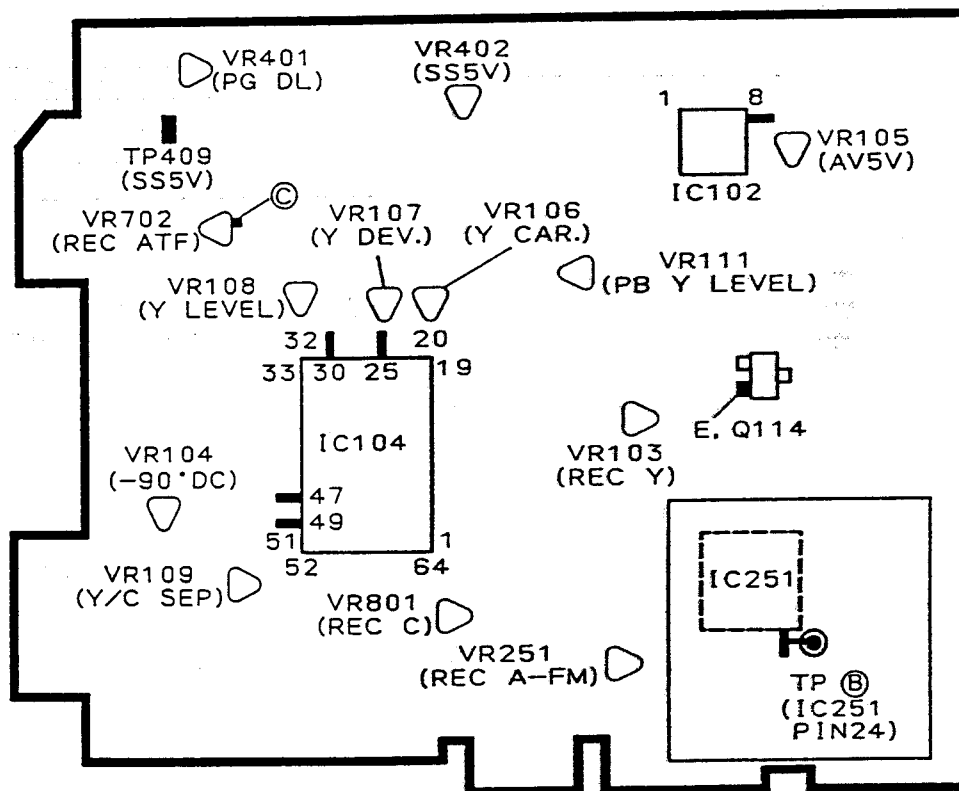 VR401
(PG DL)
VR402
(SS5V)
1 8
VR105
(AV5V)
IC102
TP409
(SS5V)
C
VR702
(REC ATF)
VR107
(Y DEV.)
VR106
(Y CAR.)
VR111
(PB Y LEVEL)
VR108
(Y LEVEL)
32 20
33 30 25 19
IC104
E. Q114
VR103
(REC Y)
VR104
(-90°DC)
47
49
51 1
52 64
IC251
VR109
(Y/C SEP)
VR801
(REC C)
VR251
(REC A-FM)
TP B
(IC251
PIN24)